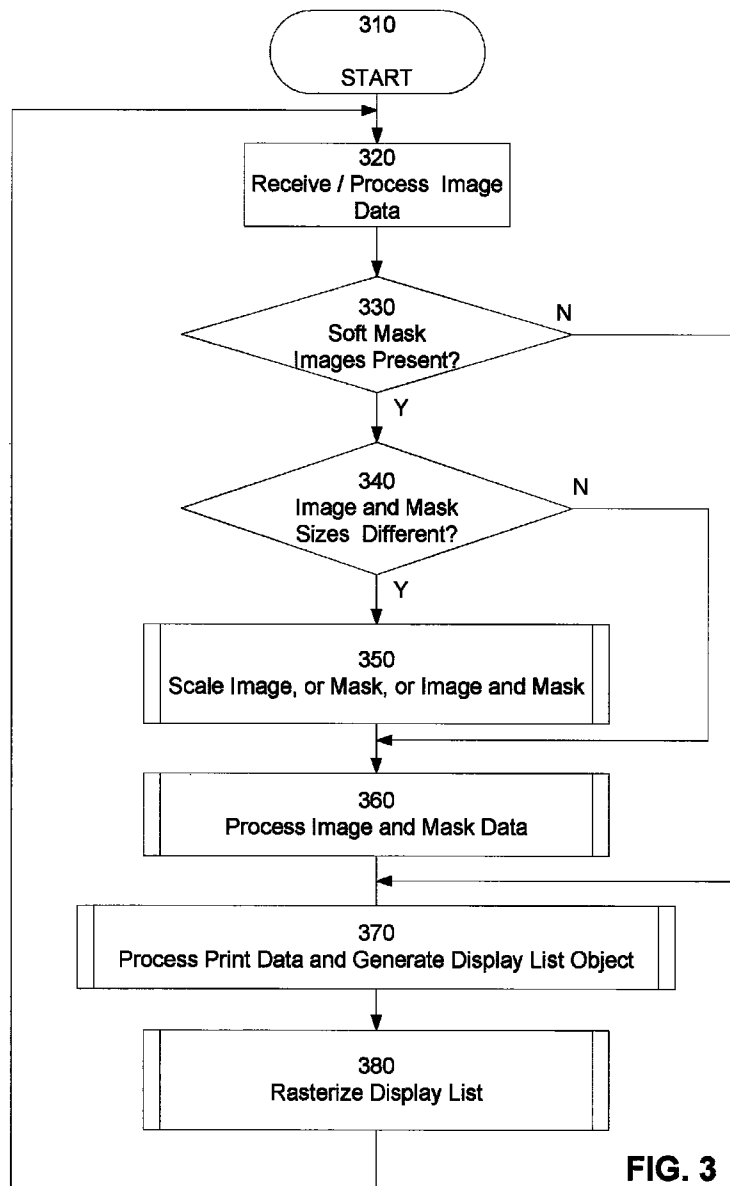 310
START
320
Receive / Process Image
Data
330
Soft Mask
Images Present?
N
Y
340
Image and Mask
Sizes Different?
N
Y
350
Scale Image, or Mask, or Image and Mask
360
Process Image and Mask Data
370
Process Print Data and Generate Display List Object
380
Rasterize Display List
FIG. 3